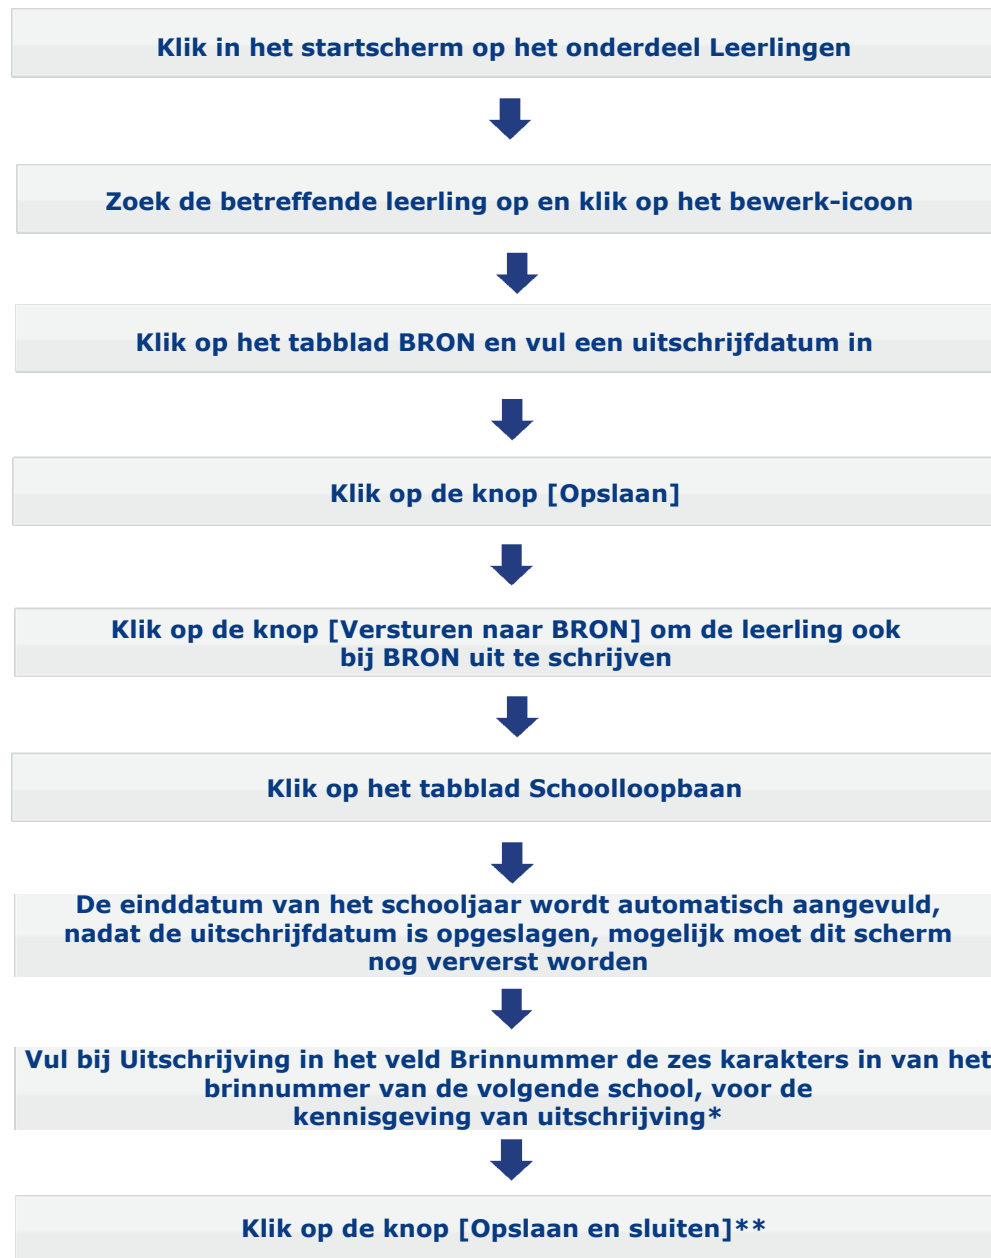 Klik in het startscherm op het onderdeel Leerlingen
Zoek de betreffende leerling op en klik op het bewerk-icoon
Klik op het tabblad BRON en vul een uitschrijfdatum in
Klik op de knop [Opslaan]
Klik op de knop [Versturen naar BRON] om de leerling ook
bij BRON uit te schrijven
Klik op het tabblad Schoolloopbaan
De einddatum van het schooljaar wordt automatisch aangevuld,
nadat de uitschrijfdatum is opgeslagen, mogelijk moet dit scherm
nog ververst worden
Vul bij Uitschrijving in het veld Brinnummer de zes karakters in van het
brinnummer van de volgende school, voor de
kennisgeving van uitschrijving*
Klik op de knop [Opslaan en sluiten]**